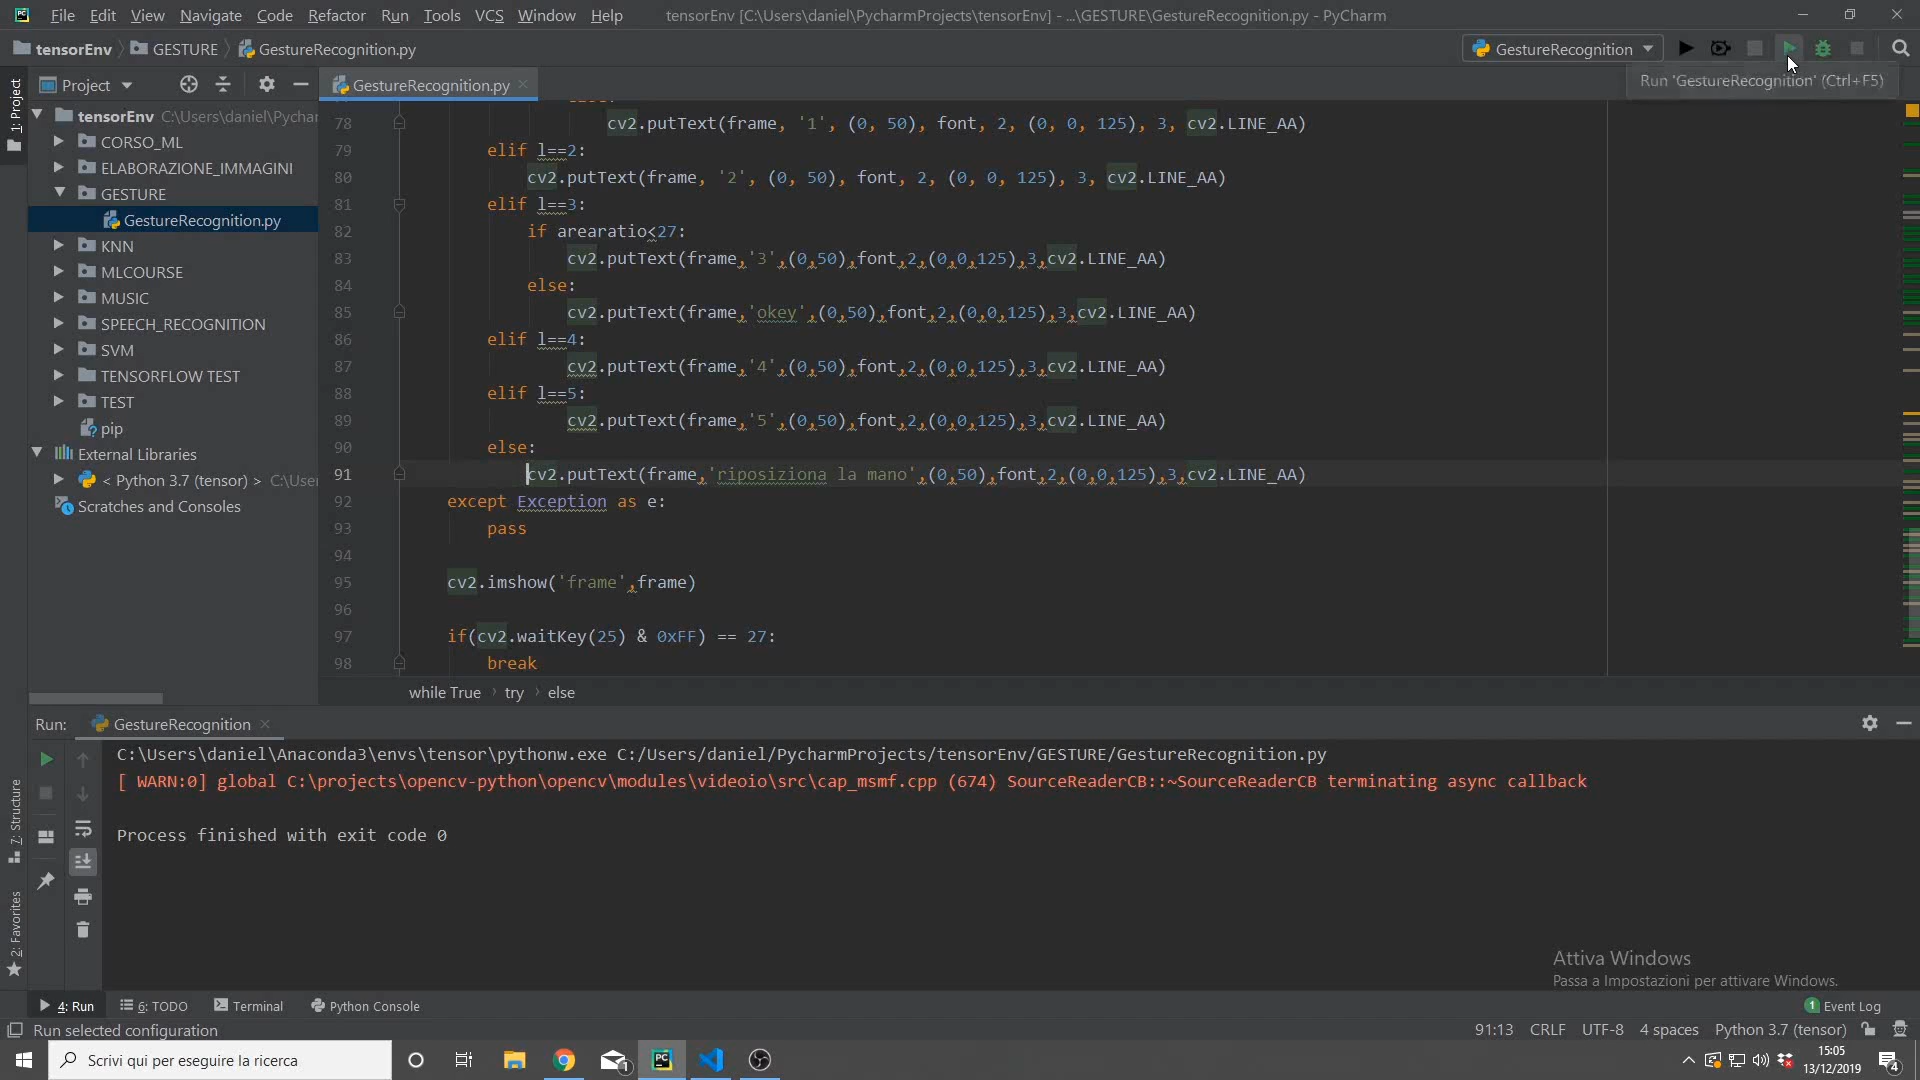 File Edit View Navigate Code Refactor Run Tools VCS Window Help tensorEnv [C:\Users\daniel\PycharmProjects\tensorEnv] - ...\GESTURE\GestureRecognition.py - PyCharm
tensorEnv GESTURE GestureRecognition.py GestureRecognition
Run 'GestureRecognition' (Ctrl+F5)
1: Project
Project
GestureRecognition.py
tensorEnv C:\Users\daniel\Pychar
CORSO_ML
ELABORAZIONE_IMMAGINI
GESTURE
GestureRecognition.py
KNN
MLCOURSE
MUSIC
SPEECH_RECOGNITION
SVM
TENSORFLOW TEST
TEST
pip
External Libraries
< Python 3.7 (tensor) > C:\User
Scratches and Consoles
78 cv2.putText(frame, '1', (0, 50), font, 2, (0, 0, 125), 3, cv2.LINE_AA)
79 elif l==2:
80 cv2.putText(frame, '2', (0, 50), font, 2, (0, 0, 125), 3, cv2.LINE_AA)
81 elif l==3:
82 if arearatio<27:
83 cv2.putText(frame,'3',(0,50),font,2,(0,0,125),3,cv2.LINE_AA)
84 else:
85 cv2.putText(frame,'okey',(0,50),font,2,(0,0,125),3,cv2.LINE_AA)
86 elif l==4:
87 cv2.putText(frame,'4',(0,50),font,2,(0,0,125),3,cv2.LINE_AA)
88 elif l==5:
89 cv2.putText(frame,'5',(0,50),font,2,(0,0,125),3,cv2.LINE_AA)
90 else:
91 cv2.putText(frame,'riposiziona la mano',(0,50),font,2,(0,0,125),3,cv2.LINE_AA)
92 except Exception as e:
93 pass
94
95 cv2.imshow('frame',frame)
96
97 if(cv2.waitKey(25) & 0xFF) == 27:
98 break
while True try else
Run: GestureRecognition
C:\Users\daniel\Anaconda3\envs\tensor\pythonw.exe C:/Users/daniel/PycharmProjects/tensorEnv/GESTURE/GestureRecognition.py
[ WARN:0] global C:\projects\opencv-python\opencv\modules\videoio\src\cap_msmf.cpp (674) SourceReaderCB::~SourceReaderCB terminating async callback
Process finished with exit code 0
Z: Structure
2: Favorites
Attiva Windows
Passa a Impostazioni per attivare Windows.
4: Run 6: TODO Terminal Python Console 1 Event Log
Run selected configuration 91:13 CRLF UTF-8 4 spaces Python 3.7 (tensor)
Scrivi qui per eseguire la ricerca 1 15:05
13/12/2019 4